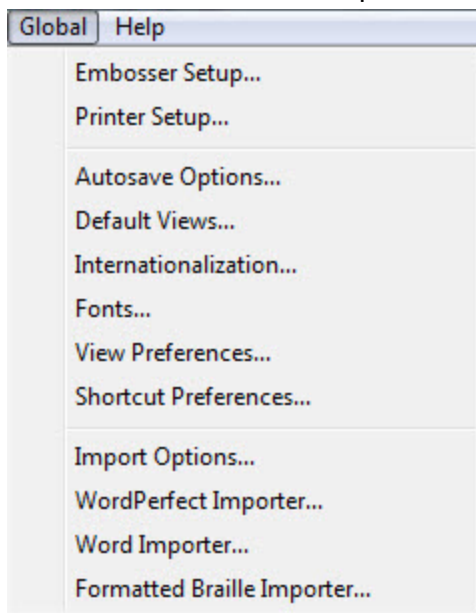 Global Help
Embosser Setup...
Printer Setup...
Autosave Options...
Default Views...
Internationalization...
Fonts...
View Preferences...
Shortcut Preferences...
Import Options...
WordPerfect Importer...
Word Importer...
Formatted Braille Importer...